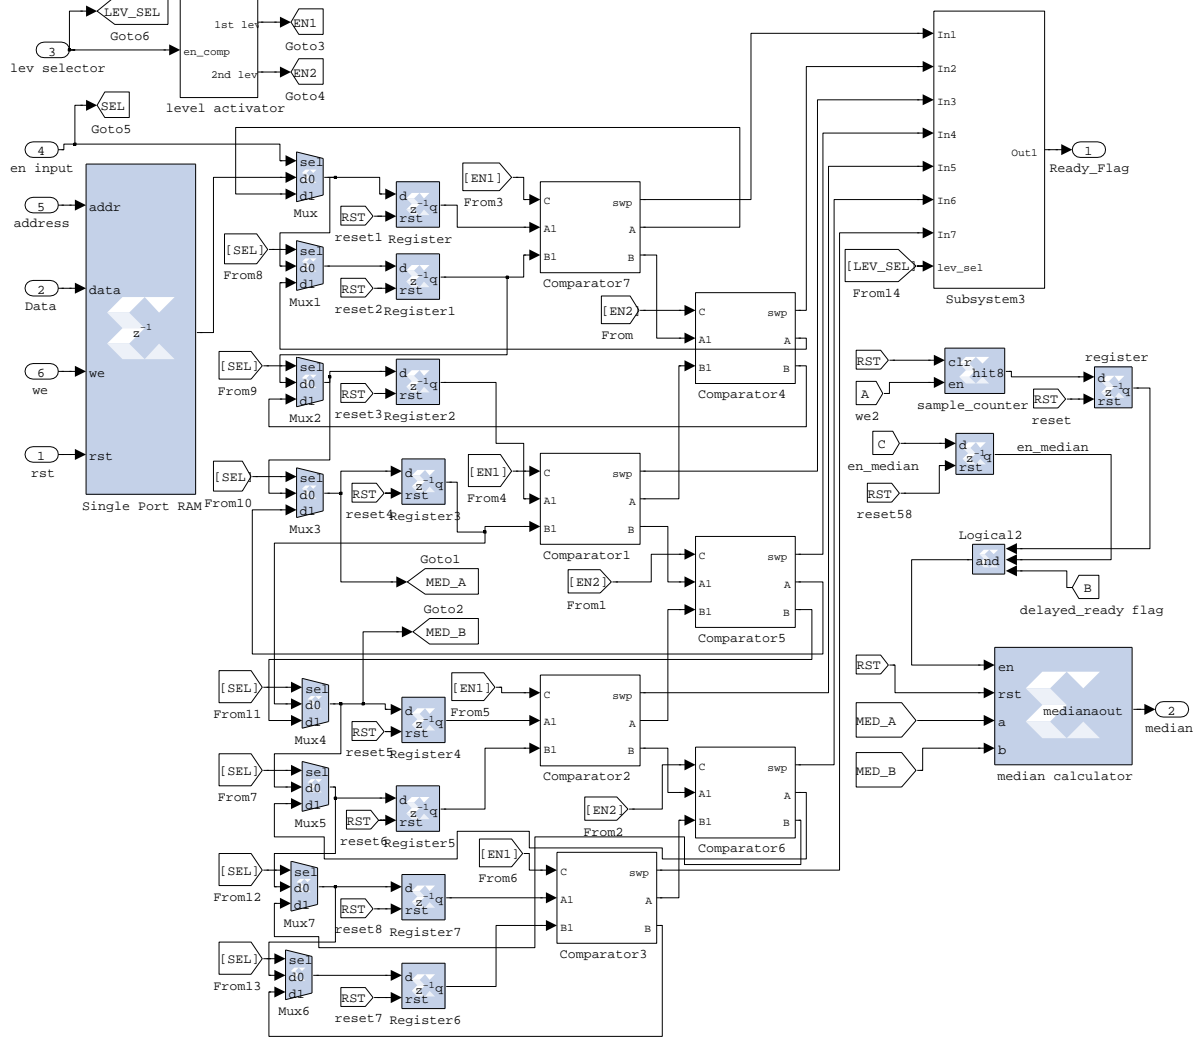 LEV_SEL
Goto6
3
lev selector
en_comp
1st lev
2nd lev
level activator
EN1
Goto3
EN2
Goto4
SEL
Goto5
4
en input
5
address
2
Data
6
we
1
rst
addr
data
we
rst
z⁻¹
Single Port RAM
sel
d0
d1
Mux
RST
reset1
d
rst
z⁻¹q
Register
[EN1]
From3
C
A1
B1
swp
A
B
Comparator7
[SEL]
From8
sel
d0
d1
Mux1
RST
reset2
d
rst
z⁻¹q
Register1
[EN2]
From
C
A1
B1
swp
A
B
Comparator4
[SEL]
From9
sel
d0
d1
Mux2
RST
reset3
d
rst
z⁻¹q
Register2
[SEL]
From10
sel
d0
d1
Mux3
RST
reset4
d
rst
z⁻¹q
Register3
[EN1]
From4
C
A1
B1
swp
A
B
Comparator1
Goto1
MED_A
Goto2
MED_B
[EN2]
From1
C
A1
B1
swp
A
B
Comparator5
[SEL]
From11
sel
d0
d1
Mux4
RST
reset5
d
rst
z⁻¹q
Register4
[EN1]
From5
C
A1
B1
swp
A
B
Comparator2
[SEL]
From7
sel
d0
d1
Mux5
RST
reset6
d
rst
z⁻¹q
Register5
[EN2]
From2
C
A1
B1
swp
A
B
Comparator6
[SEL]
From12
sel
d0
d1
Mux7
RST
reset8
d
rst
z⁻¹q
Register7
[EN1]
From6
C
A1
B1
swp
A
B
Comparator3
[SEL]
From13
sel
d0
d1
Mux6
RST
reset7
d
rst
z⁻¹q
Register6
In1
In2
In3
In4
In5
In6
In7
lev_sel
Out1
Subsystem3
[LEV_SEL]
From14
1
Ready_Flag
RST
A
we2
clr
en
hit8
sample_counter
RST
reset
register
d
rst
z⁻¹q
C
en_median
RST
reset58
d
rst
z⁻¹q
en_median
Logical2
and
B
delayed_ready flag
RST
MED_A
MED_B
en
rst
a
b
medianaout
median calculator
2
median